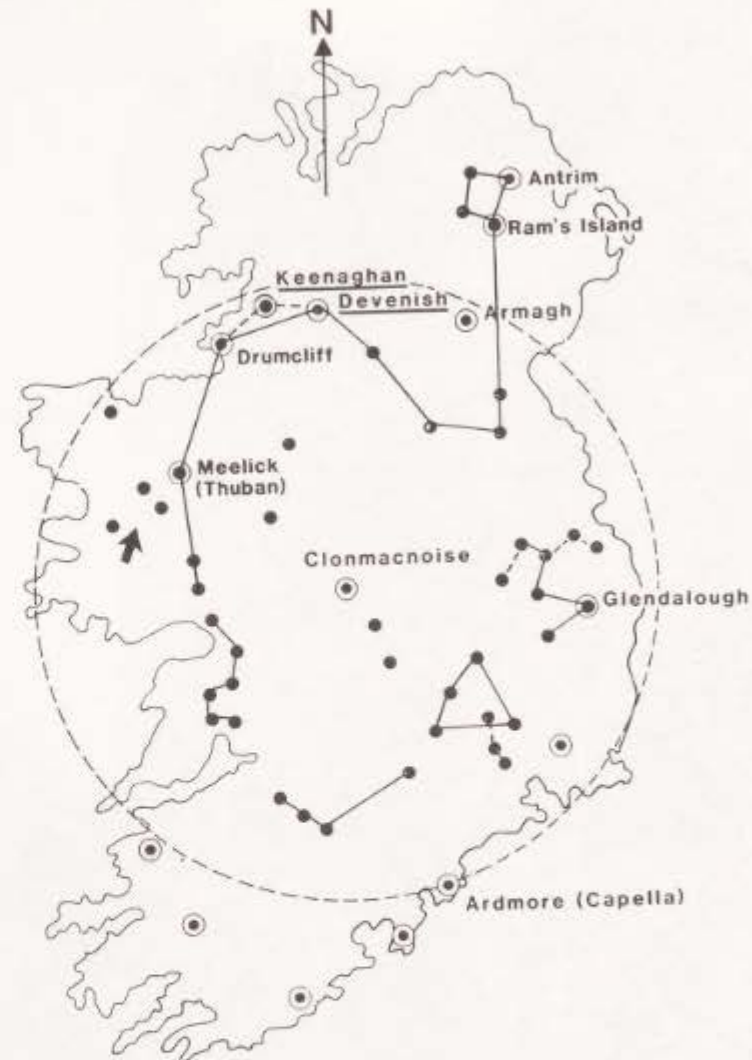 N
Antrim
Ram's Island
Keenaghan
Devenish
Armagh
Drumcliff
Meelick
(Thuban)
Clonmacnoise
Glendalough
Ardmore (Capella)